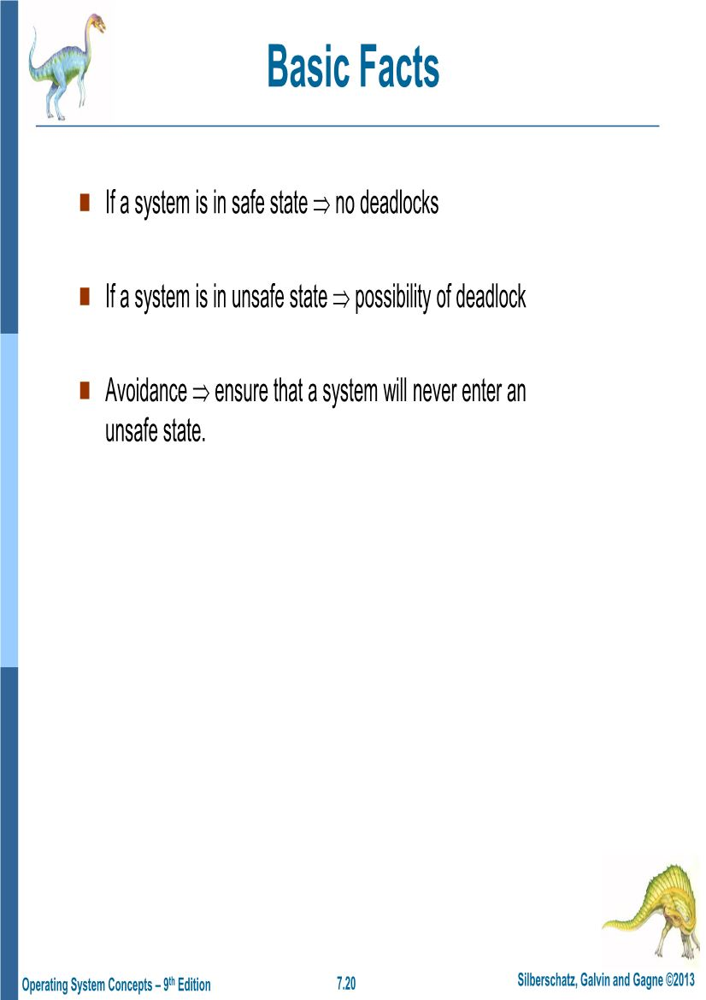 Basic Facts
If a system is in safe state ⇒ no deadlocks
If a system is in unsafe state ⇒ possibility of deadlock
Avoidance ⇒ ensure that a system will never enter an
unsafe state.
Operating System Concepts – 9th Edition
7.20
Silberschatz, Galvin and Gagne ©2013